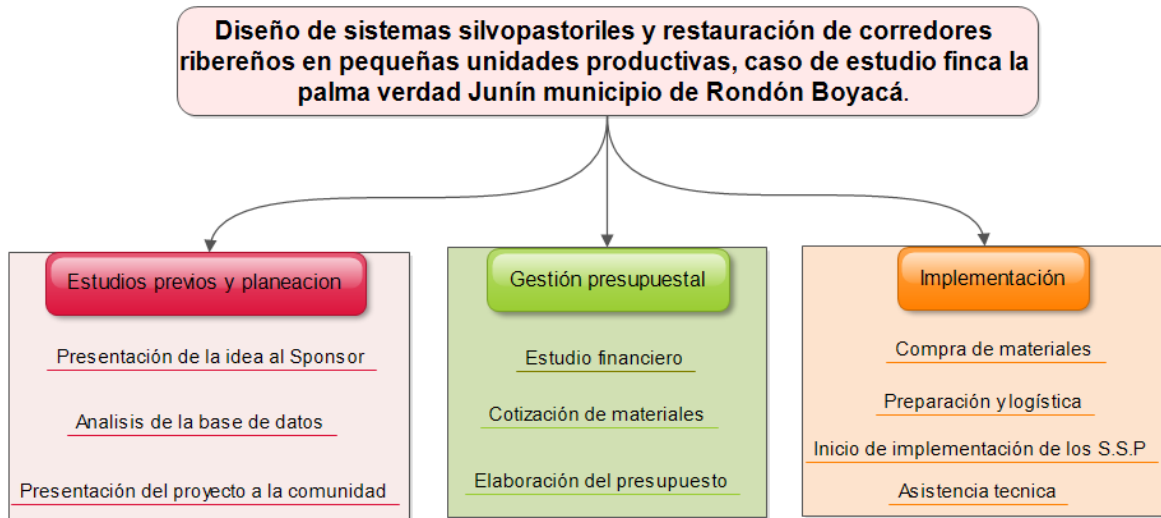 Diseño de sistemas silvopastoriles y restauración de corredores
ribereños en pequeñas unidades productivas, caso de estudio finca la
palma verdad Junín municipio de Rondón Boyacá.
Estudios previos y planeacion
Presentación de la idea al Sponsor
Analisis de la base de datos
Presentación del proyecto a la comunidad
Gestión presupuestal
Estudio financiero
Cotización de materiales
Elaboración del presupuesto
Implementación
Compra de materiales
Preparación y logística
Inicio de implementación de los S.S.P
Asistencia tecnica